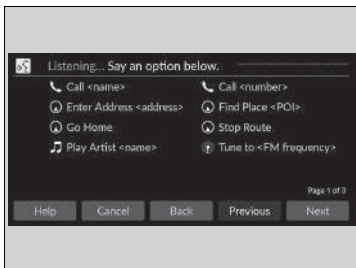 Listening... Say an option below.
Call <name>
Call <number>
Enter Address <address>
Find Place <POI>
Go Home
Stop Route
Play Artist <name>
Tune to <FM frequency>
Page 1 of 3
Help Cancel Back Previous Next